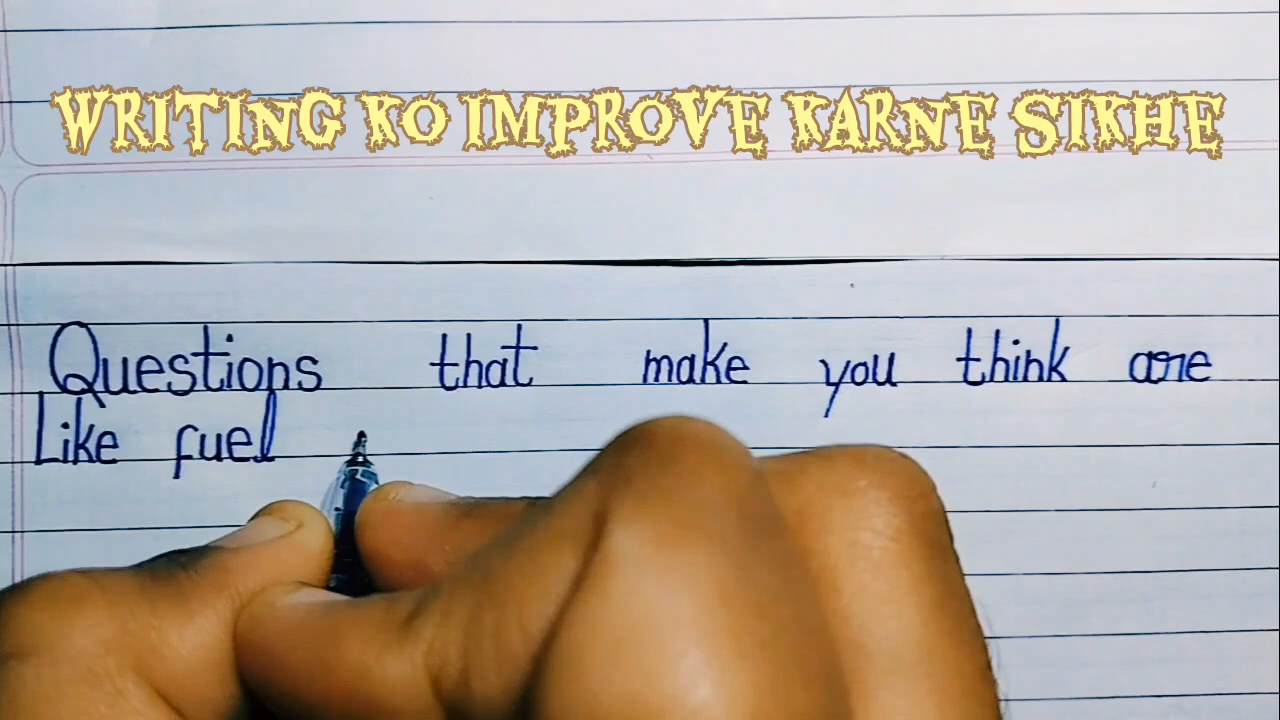 WRITING KO IMPROVE KARNE SIKHE
Questions that make you think are
Like fuel